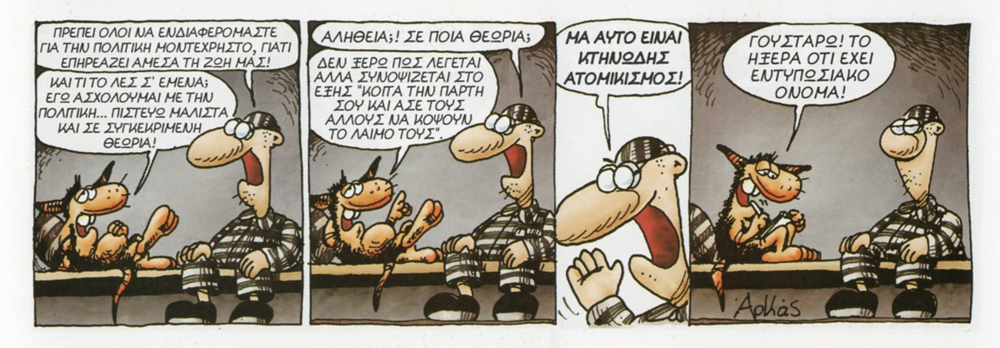 ΠΡΕΠΕΙ ΟΛΟΙ ΝΑ ΕΝΔΙΑΦΕΡΟΜΑΣΤΕ
ΓΙΑ ΤΗΝ ΠΟΛΙΤΙΚΗ ΜΟΝΤΕΧΡΗΣΤΟ, ΓΙΑΤΙ
ΕΠΗΡΕΑΖΕΙ ΑΜΕΣΑ ΤΗ ΖΩΗ ΜΑΣ!
ΚΑΙ ΤΙ ΤΟ ΛΕΣ Σ' ΕΜΕΝΑ;
ΕΓΩ ΑΣΧΟΛΟΥΜΑΙ ΜΕ ΤΗΝ
ΠΟΛΙΤΙΚΗ... ΠΙΣΤΕΥΩ ΜΑΛΙΣΤΑ
ΚΑΙ ΣΕ ΣΥΓΚΕΚΡΙΜΕΝΗ
ΘΕΩΡΙΑ!
ΑΛΗΘΕΙΑ;! ΣΕ ΠΟΙΑ ΘΕΩΡΙΑ;
ΔΕΝ ΞΕΡΩ ΠΩΣ ΛΕΓΕΤΑΙ
ΑΛΛΑ ΣΥΝΟΨΙΖΕΤΑΙ ΣΤΟ
ΕΞΗΣ "ΚΟΙΤΑ ΤΗΝ ΠΑΡΤΗ
ΣΟΥ ΚΑΙ ΑΣΕ ΤΟΥΣ
ΑΛΛΟΥΣ ΝΑ ΚΟΨΟΥΝ
ΤΟ ΛΑΙΜΟ ΤΟΥΣ".
ΜΑ ΑΥΤΟ ΕΙΝΑΙ
ΚΤΗΝΩΔΗΣ
ΑΤΟΜΙΚΙΣΜΟΣ!
ΓΟΥΣΤΑΡΩ! ΤΟ
ΗΞΕΡΑ ΟΤΙ ΕΧΕΙ
ΕΝΤΥΠΩΣΙΑΚΟ
ΟΝΟΜΑ!
Αρκάς